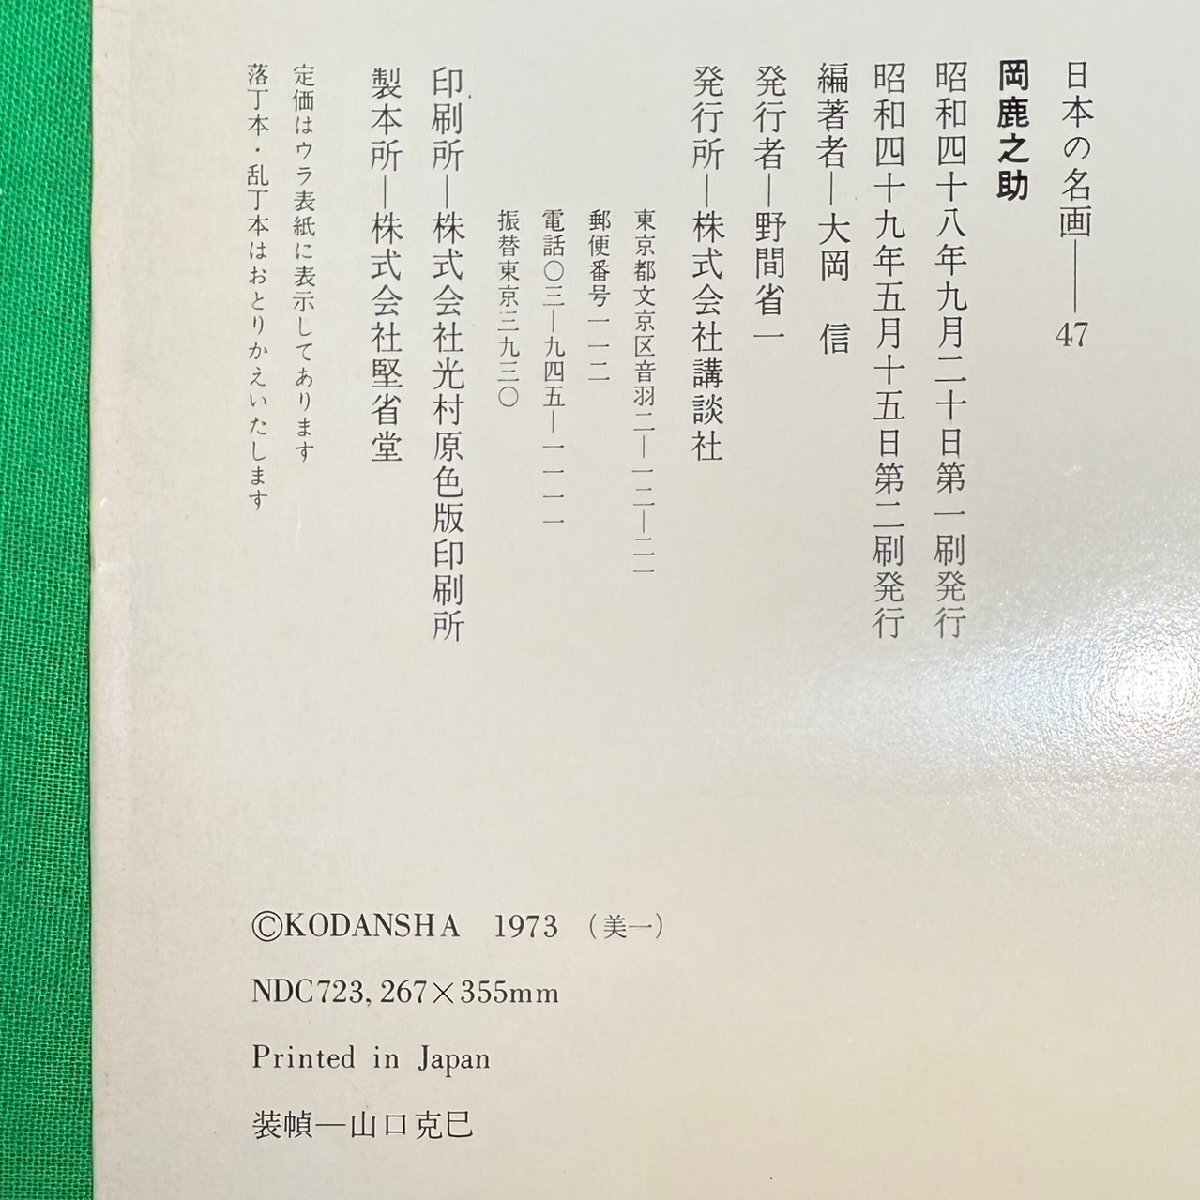 日本の名画――47
岡鹿之助
昭和四十八年九月二十日第一刷発行
昭和四十九年五月十五日第二刷発行
編著者―大岡　信
発行者―野間省一
発行所―株式会社講談社
東京都文京区音羽二―一二―二一
郵便番号一一二
電話〇三―九四五―一一一一
振替東京三九三〇
印刷所―株式会社光村原色版印刷所
製本所―株式会社堅省堂
定価はウラ表紙に表示してあります
落丁本・乱丁本はおとりかえいたします
©KODANSHA　1973　（美一）
NDC723, 267×355mm
Printed in Japan
装幀―山口克巳